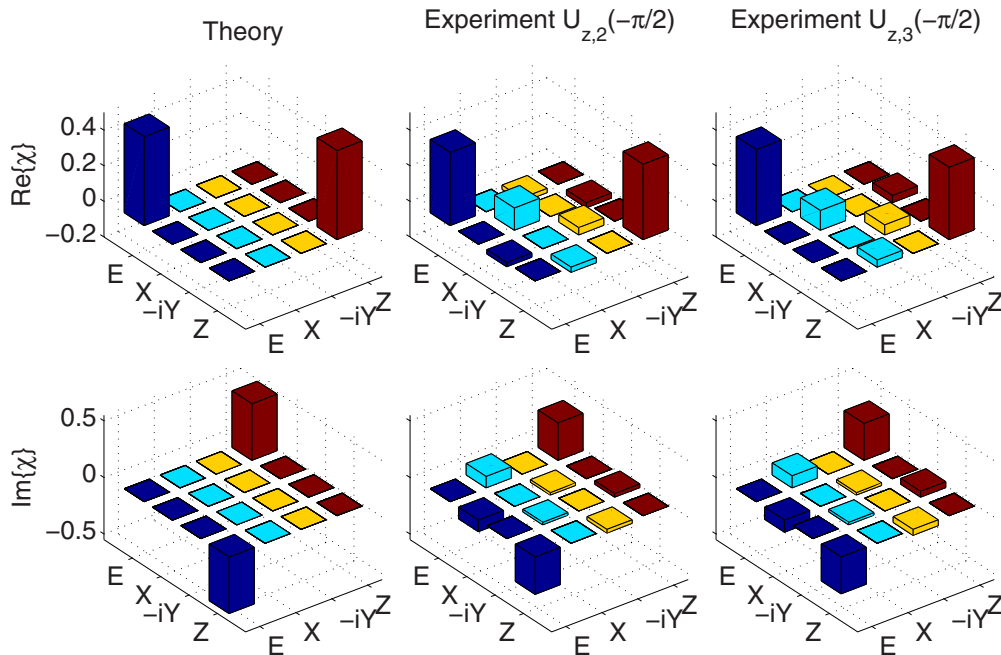 Theory
Experiment U_{z,2}(−π/2)
Experiment U_{z,3}(−π/2)
Re{χ}
0.4
0.2
0
−0.2
E
X
−iY
Z
E
X
−iY
Z
E
X
−iY
Z
E
X
−iY
Z
E
X
−iY
Z
E
X
−iY
Z
Im{χ}
0.5
0
−0.5
E
X
−iY
Z
E
X
−iY
Z
E
X
−iY
Z
E
X
−iY
Z
E
X
−iY
Z
E
X
−iY
Z